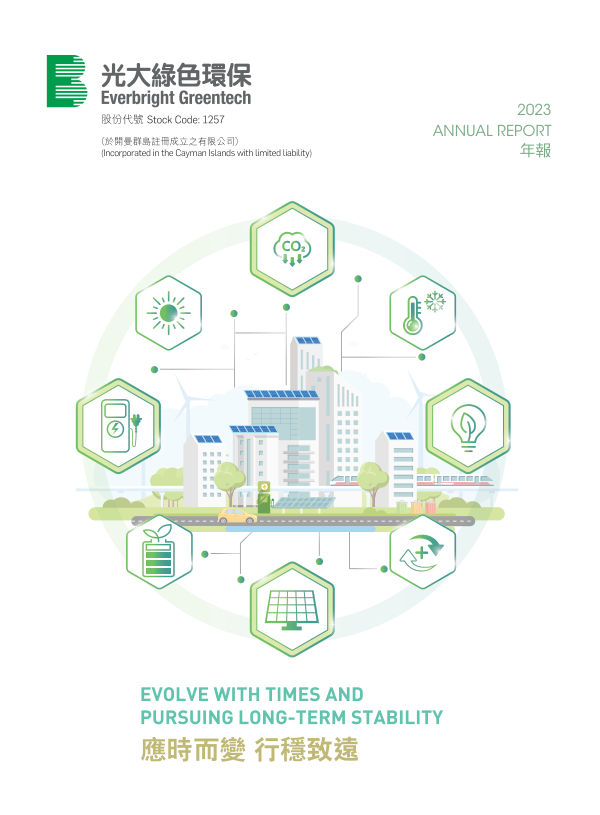 光大綠色環保
Everbright Greentech
股份代號 Stock Code: 1257
(於開曼群島註冊成立之有限公司)
(Incorporated in the Cayman Islands with limited liability)
2023
ANNUAL REPORT
年報
CO₂
EVOLVE WITH TIMES AND
PURSUING LONG-TERM STABILITY
應時而變 行穩致遠